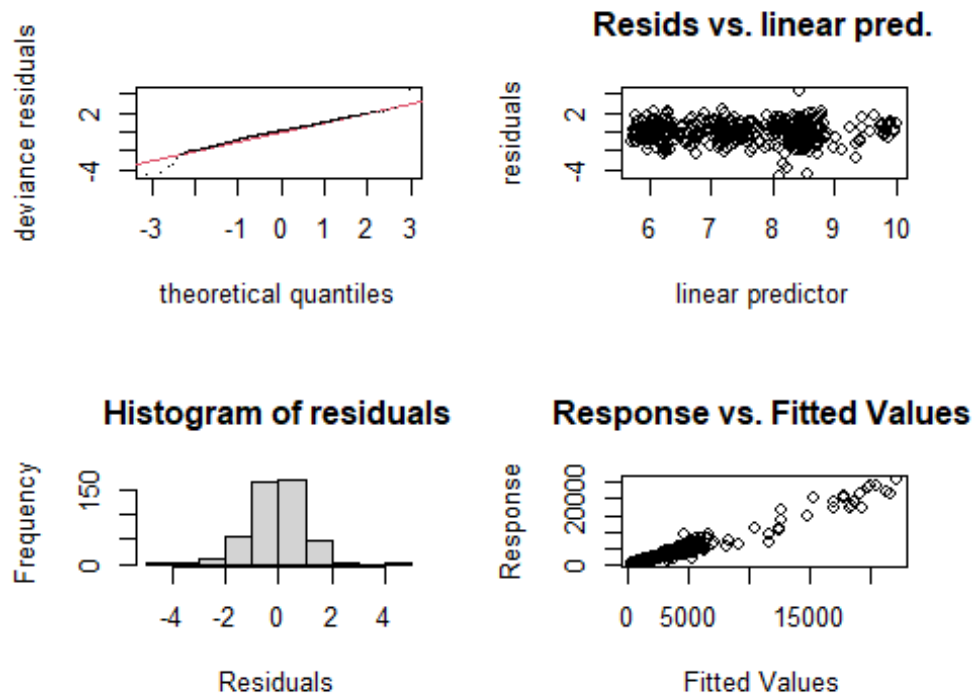 deviance residuals
2
-4
-3
-1
0
1
2
3
theoretical quantiles
Resids vs. linear pred.
residuals
2
-4
6
7
8
9
10
linear predictor
Histogram of residuals
Frequency
150
0
-4
-2
0
2
4
Residuals
Response vs. Fitted Values
Response
20000
0
0
5000
15000
Fitted Values